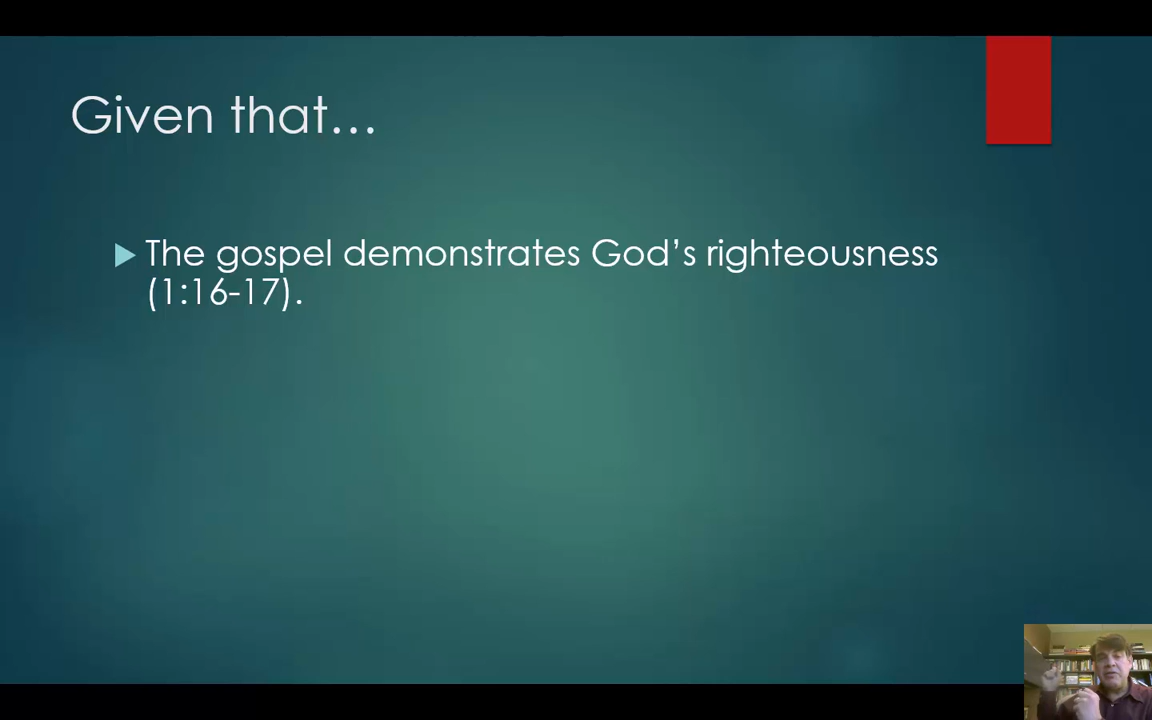 Given that…
The gospel demonstrates God’s righteousness
(1:16-17).